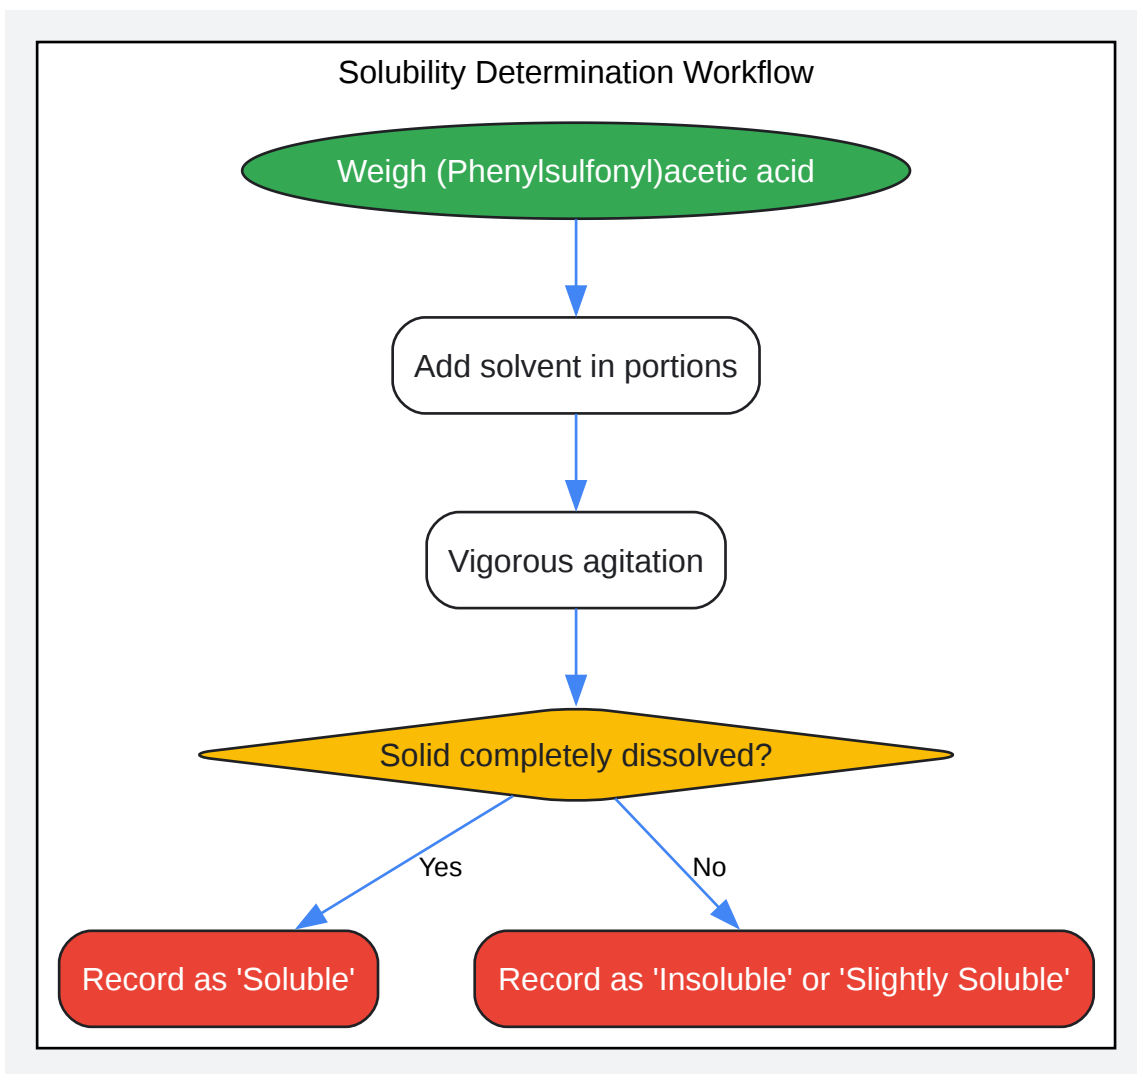 Solubility Determination Workflow
Weigh (Phenylsulfonyl)acetic acid
Add solvent in portions
Vigorous agitation
Solid completely dissolved?
Yes
No
Record as 'Soluble'
Record as 'Insoluble' or 'Slightly Soluble'